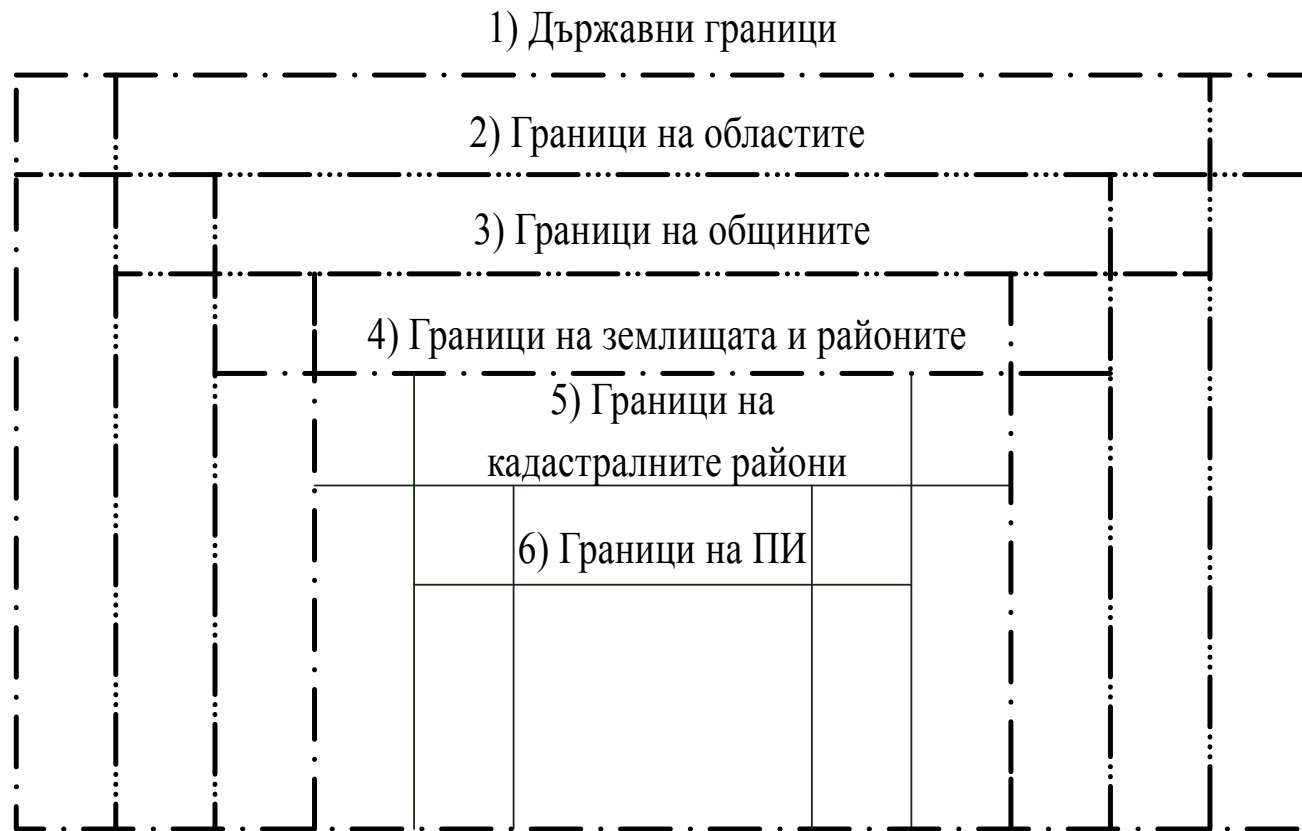 1) Държавни граници
2) Граници на областите
3) Граници на общините
4) Граници на землищата и районите
5) Граници на
кадастралните райони
6) Граници на ПИ